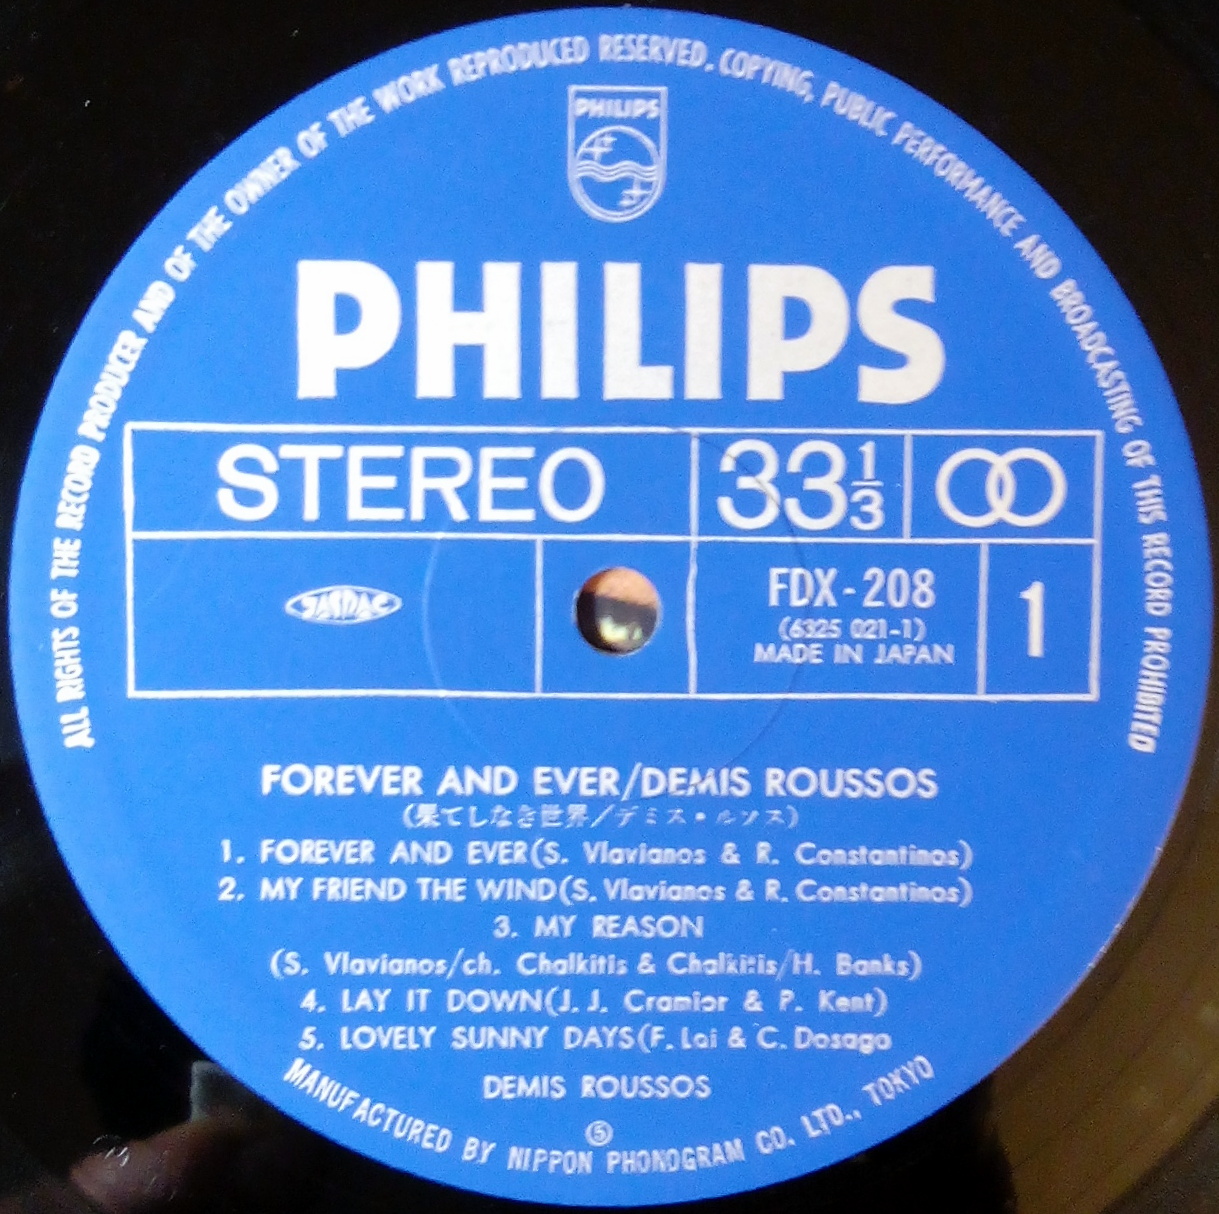 ALL RIGHTS OF THE RECORD PRODUCER AND OF THE OWNER OF THE WORK REPRODUCED RESERVED. COPYING, PUBLIC PERFORMANCE AND BROADCASTING OF THIS RECORD PROHIBITED
PHILIPS
PHILIPS
STEREO
33 1/3
JASRAC
FDX-208
(6325 021-1)
MADE IN JAPAN
1
FOREVER AND EVER/DEMIS ROUSSOS
(果てしなき世界/デミス・ルソス)
1. FOREVER AND EVER(S. Vlavianos & R. Constantinos)
2. MY FRIEND THE WIND(S. Vlavianos & R. Constantinos)
3. MY REASON
(S. Vlavianos/ch. Chalkitis & Chalkitis/H. Banks)
4. LAY IT DOWN(J. J. Cramior & P. Kent)
5. LOVELY SUNNY DAYS(F. Lai & C. Dosago
DEMIS ROUSSOS
⑤
MANUFACTURED BY NIPPON PHONOGRAM CO. LTD., TOKYO